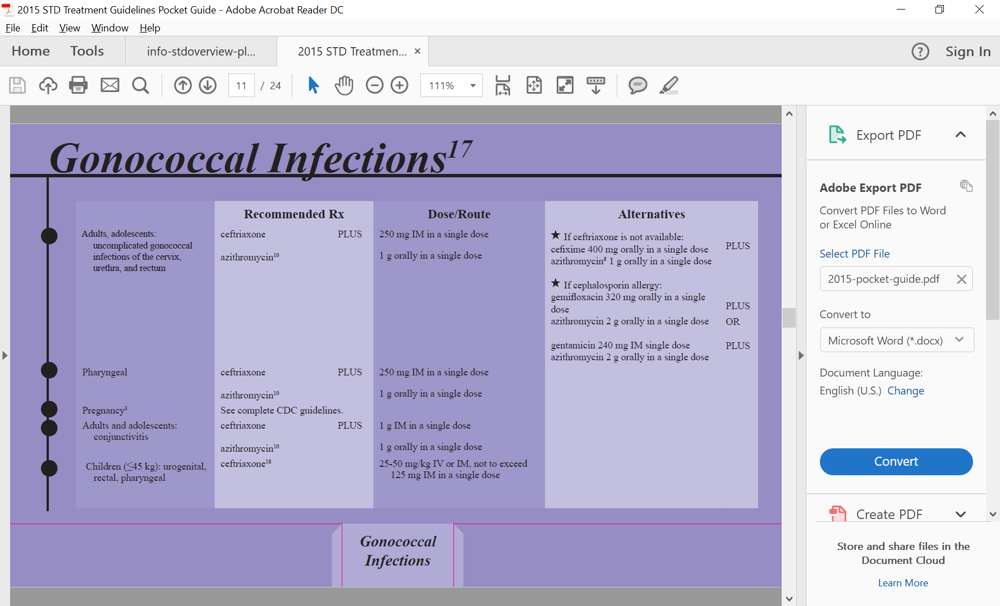 2015 STD Treatment Guidelines Pocket Guide - Adobe Acrobat Reader DC
File Edit View Window Help
Home Tools info-stdoverview-pl... 2015 STD Treatmen... × ? Sign In
11 / 24 111%
Gonococcal Infections17
Recommended Rx Dose/Route Alternatives
Adults, adolescents:
uncomplicated gonococcal
infections of the cervix,
urethra, and rectum
ceftriaxone PLUS 250 mg IM in a single dose
azithromycin10 1 g orally in a single dose
★ If ceftriaxone is not available:
cefixime 400 mg orally in a single dose PLUS
azithromycin8 1 g orally in a single dose
★ If cephalosporin allergy:
gemifloxacin 320 mg orally in a single
dose PLUS
azithromycin 2 g orally in a single dose OR
gentamicin 240 mg IM single dose PLUS
azithromycin 2 g orally in a single dose
Pharyngeal ceftriaxone PLUS 250 mg IM in a single dose
azithromycin10 1 g orally in a single dose
Pregnancy3 See complete CDC guidelines.
Adults and adolescents:
conjunctivitis
ceftriaxone PLUS 1 g IM in a single dose
azithromycin10 1 g orally in a single dose
Children (≤45 kg): urogenital,
rectal, pharyngeal
ceftriaxone18 25-50 mg/kg IV or IM, not to exceed
125 mg IM in a single dose
Gonococcal
Infections
Export PDF
Adobe Export PDF
Convert PDF Files to Word
or Excel Online
Select PDF File
2015-pocket-guide.pdf
Convert to
Microsoft Word (*.docx)
Document Language:
English (U.S.) Change
Convert
Create PDF
Store and share files in the
Document Cloud
Learn More